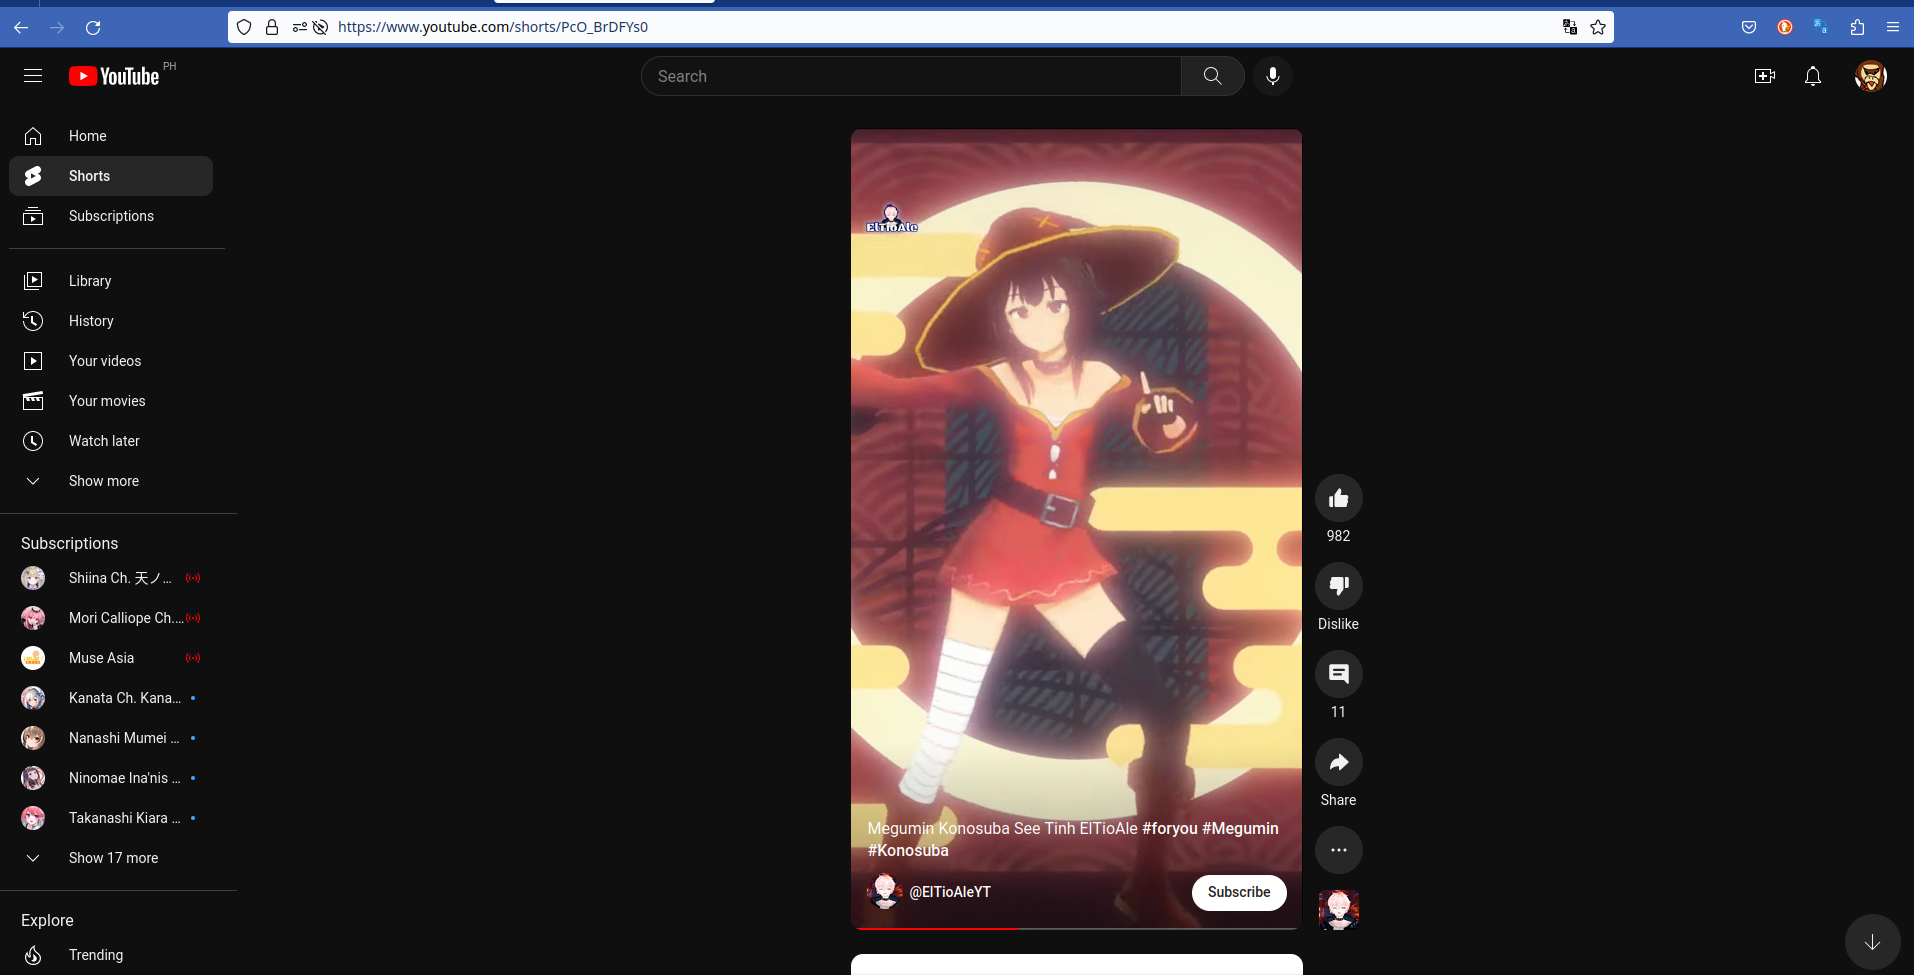 https://www.youtube.com/shorts/PcO_BrDFYs0
YouTube PH
Search
Home
Shorts
Subscriptions
Library
History
Your videos
Your movies
Watch later
Show more
Subscriptions
Shiina Ch. 天ノ...
Mori Calliope Ch....
Muse Asia
Kanata Ch. Kana...
Nanashi Mumei ...
Ninomae Ina'nis ...
Takanashi Kiara ...
Show 17 more
Explore
Trending
ElTioAle
Megumin Konosuba See Tinh ElTioAle #foryou #Megumin
#Konosuba
@ElTioAleYT
Subscribe
982
Dislike
11
Share